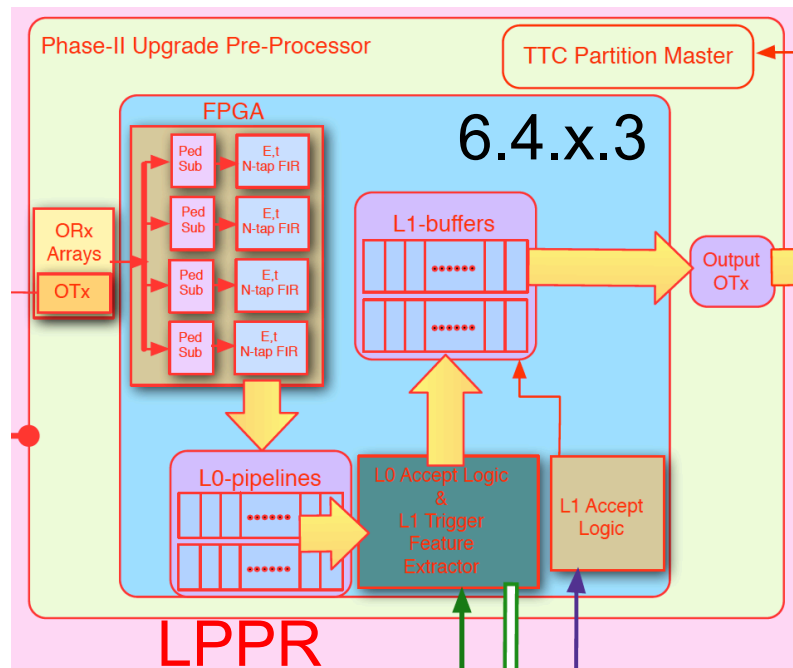 Phase-II Upgrade Pre-Processor
TTC Partition Master
FPGA
6.4.x.3
Ped
Sub
E,t
N-tap FIR
Ped
Sub
E,t
N-tap FIR
Ped
Sub
E,t
N-tap FIR
Ped
Sub
E,t
N-tap FIR
ORx
Arrays
OTx
L1-buffers
Output
OTx
L0-pipelines
L0 Accept Logic
&
L1 Trigger
Feature
Extractor
L1 Accept
Logic
LPPR